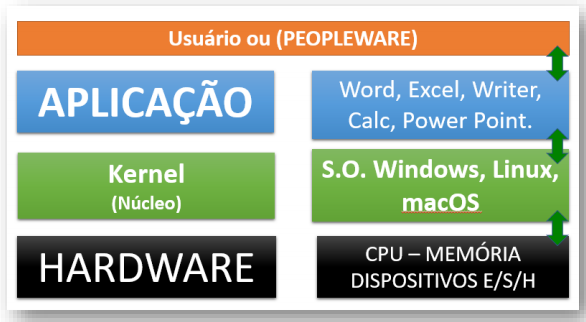 Usuário ou (PEOPLEWARE)
APLICAÇÃO
Word, Excel, Writer,
Calc, Power Point.
Kernel
(Núcleo)
S.O. Windows, Linux,
macOS
HARDWARE
CPU – MEMÓRIA
DISPOSITIVOS E/S/H